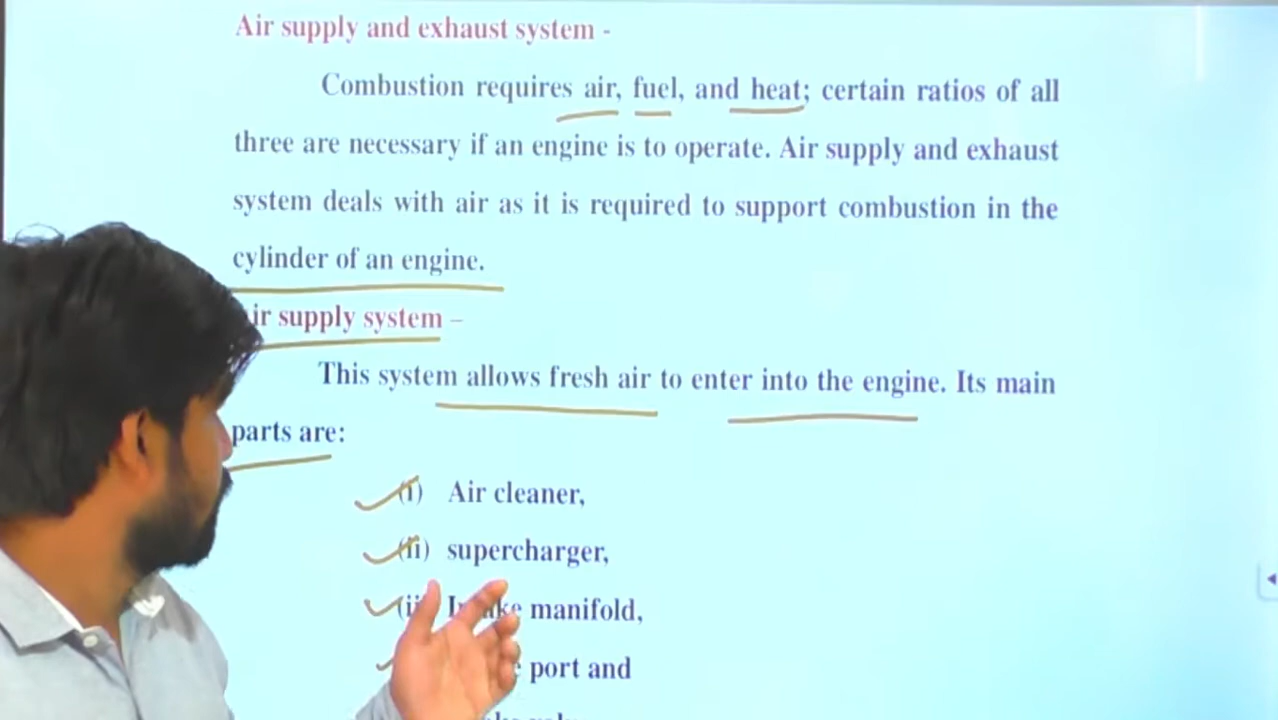 Air supply and exhaust system -
Combustion requires air, fuel, and heat; certain ratios of all
three are necessary if an engine is to operate. Air supply and exhaust
system deals with air as it is required to support combustion in the
cylinder of an engine.
supply system –
This system allows fresh air to enter into the engine. Its main
parts are:
(i) Air cleaner,
(ii) supercharger,
manifold,
port and